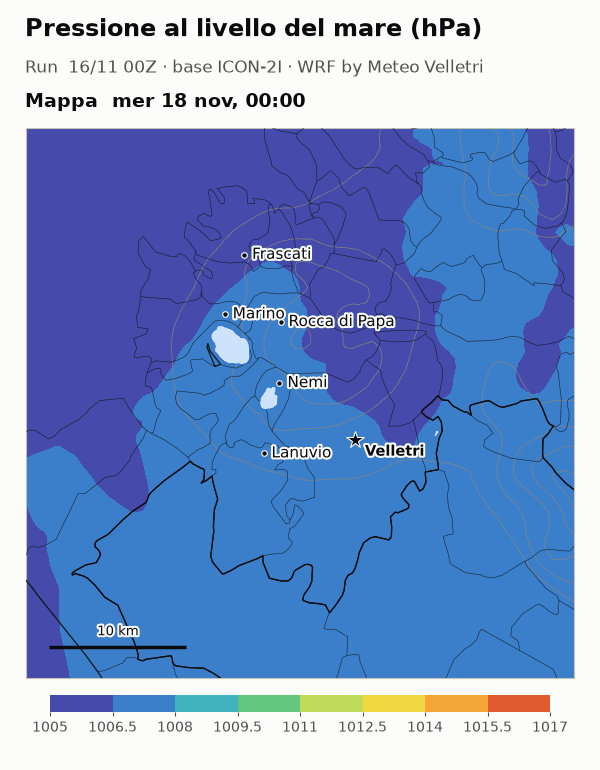 Pressione al livello del mare (hPa)
Run  16/11 00Z · base ICON-2I · WRF by Meteo Velletri
Mappa  mer 18 nov, 00:00
Frascati
Marino
Rocca di Papa
Nemi
Velletri
Lanuvio
10 km
1005 1006.5 1008 1009.5 1011 1012.5 1014 1015.5 1017